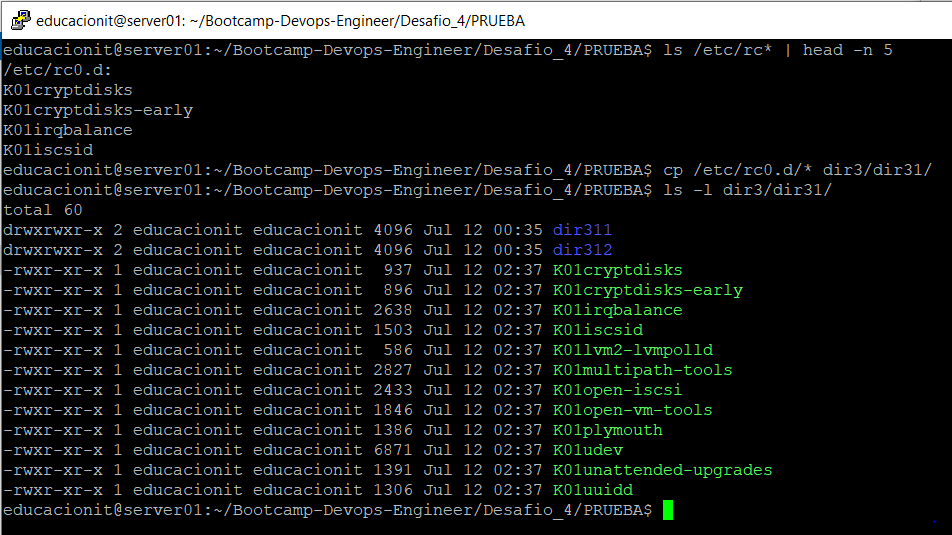 educacionit@server01: ~/Bootcamp-Devops-Engineer/Desafio_4/PRUEBA
educacionit@server01:~/Bootcamp-Devops-Engineer/Desafio_4/PRUEBA$ ls /etc/rc* | head -n 5
/etc/rc0.d:
K01cryptdisks
K01cryptdisks-early
K01irqbalance
K01iscsid
educacionit@server01:~/Bootcamp-Devops-Engineer/Desafio_4/PRUEBA$ cp /etc/rc0.d/* dir3/dir31/
educacionit@server01:~/Bootcamp-Devops-Engineer/Desafio_4/PRUEBA$ ls -l dir3/dir31/
total 60
drwxrwxr-x 2 educacionit educacionit 4096 Jul 12 00:35 dir311
drwxrwxr-x 2 educacionit educacionit 4096 Jul 12 00:35 dir312
-rwxr-xr-x 1 educacionit educacionit  937 Jul 12 02:37 K01cryptdisks
-rwxr-xr-x 1 educacionit educacionit  896 Jul 12 02:37 K01cryptdisks-early
-rwxr-xr-x 1 educacionit educacionit 2638 Jul 12 02:37 K01irqbalance
-rwxr-xr-x 1 educacionit educacionit 1503 Jul 12 02:37 K01iscsid
-rwxr-xr-x 1 educacionit educacionit  586 Jul 12 02:37 K01lvm2-lvmpolld
-rwxr-xr-x 1 educacionit educacionit 2827 Jul 12 02:37 K01multipath-tools
-rwxr-xr-x 1 educacionit educacionit 2433 Jul 12 02:37 K01open-iscsi
-rwxr-xr-x 1 educacionit educacionit 1846 Jul 12 02:37 K01open-vm-tools
-rwxr-xr-x 1 educacionit educacionit 1386 Jul 12 02:37 K01plymouth
-rwxr-xr-x 1 educacionit educacionit 6871 Jul 12 02:37 K01udev
-rwxr-xr-x 1 educacionit educacionit 1391 Jul 12 02:37 K01unattended-upgrades
-rwxr-xr-x 1 educacionit educacionit 1306 Jul 12 02:37 K01uuidd
educacionit@server01:~/Bootcamp-Devops-Engineer/Desafio_4/PRUEBA$